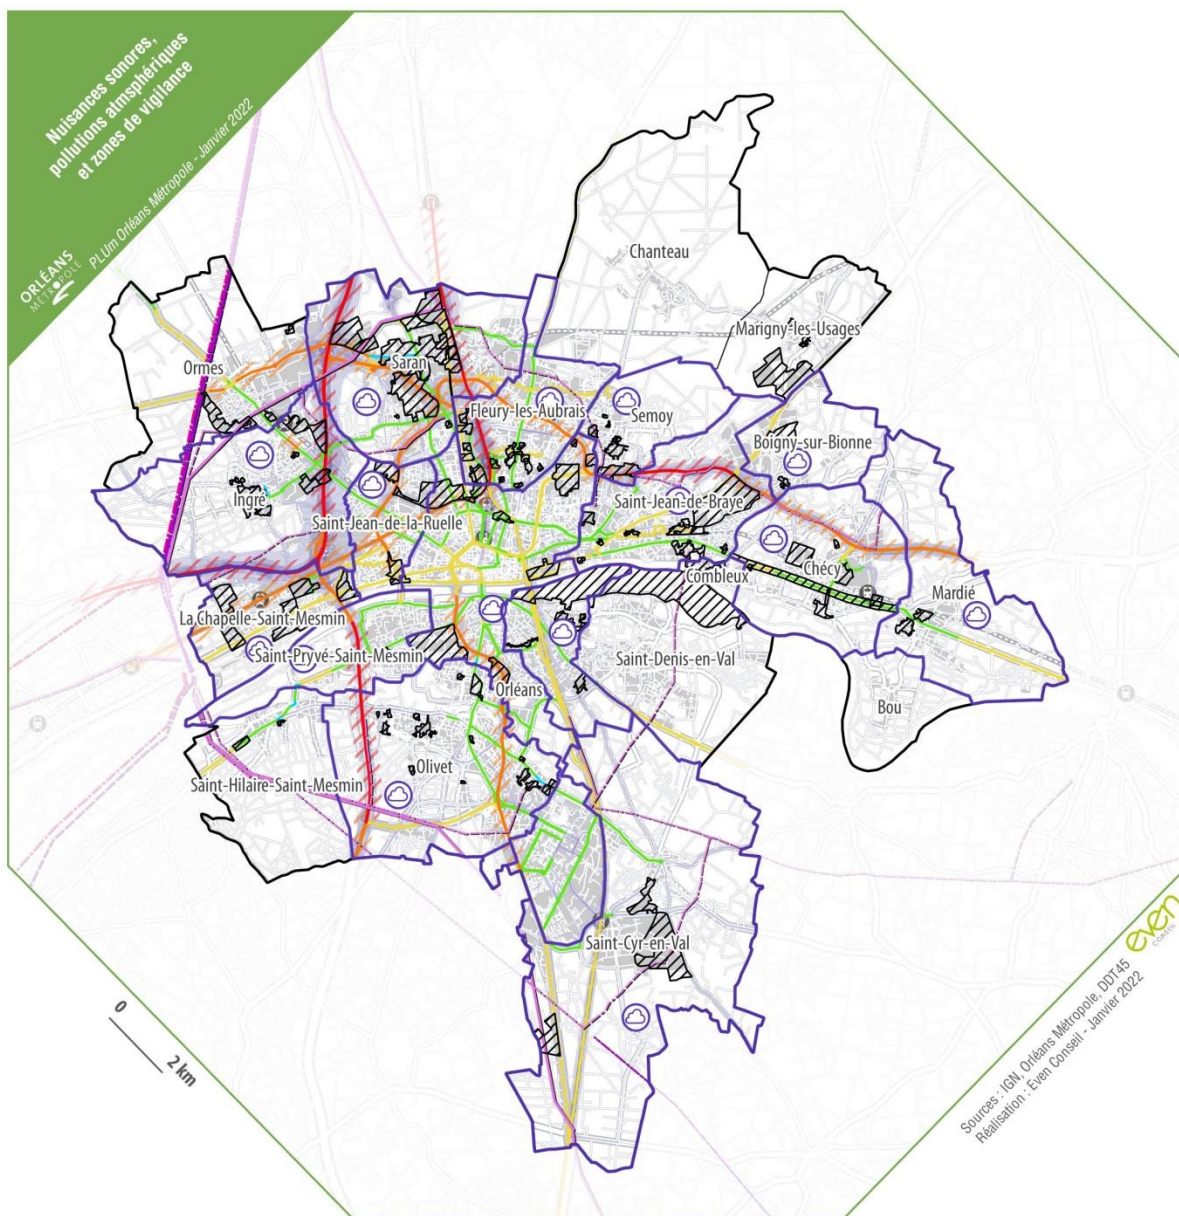 Nuisances sonores,
pollutions atmsphériques
et zones de vigilance
PLUm Orléans Métropole - Janvier 2022
ORLÉANS
MÉTROPOLE
Chanteau
Marigny-les-Usages
Ormes
Saran
Fleury-les-Aubrais
Semoy
Boigny-sur-Bionne
Ingré
Saint-Jean-de-la-Ruelle
Saint-Jean-de-Braye
Chécy
Combleux
Mardié
La Chapelle-Saint-Mesmin
Saint-Pryvé-Saint-Mesmin
Saint-Denis-en-Val
Orléans
Bou
Olivet
Saint-Hilaire-Saint-Mesmin
Saint-Cyr-en-Val
0
2 km
even
CONSEIL
Sources : IGN, Orléans Métropole, DDT45
Réalisation : Even Conseil - Janvier 2022